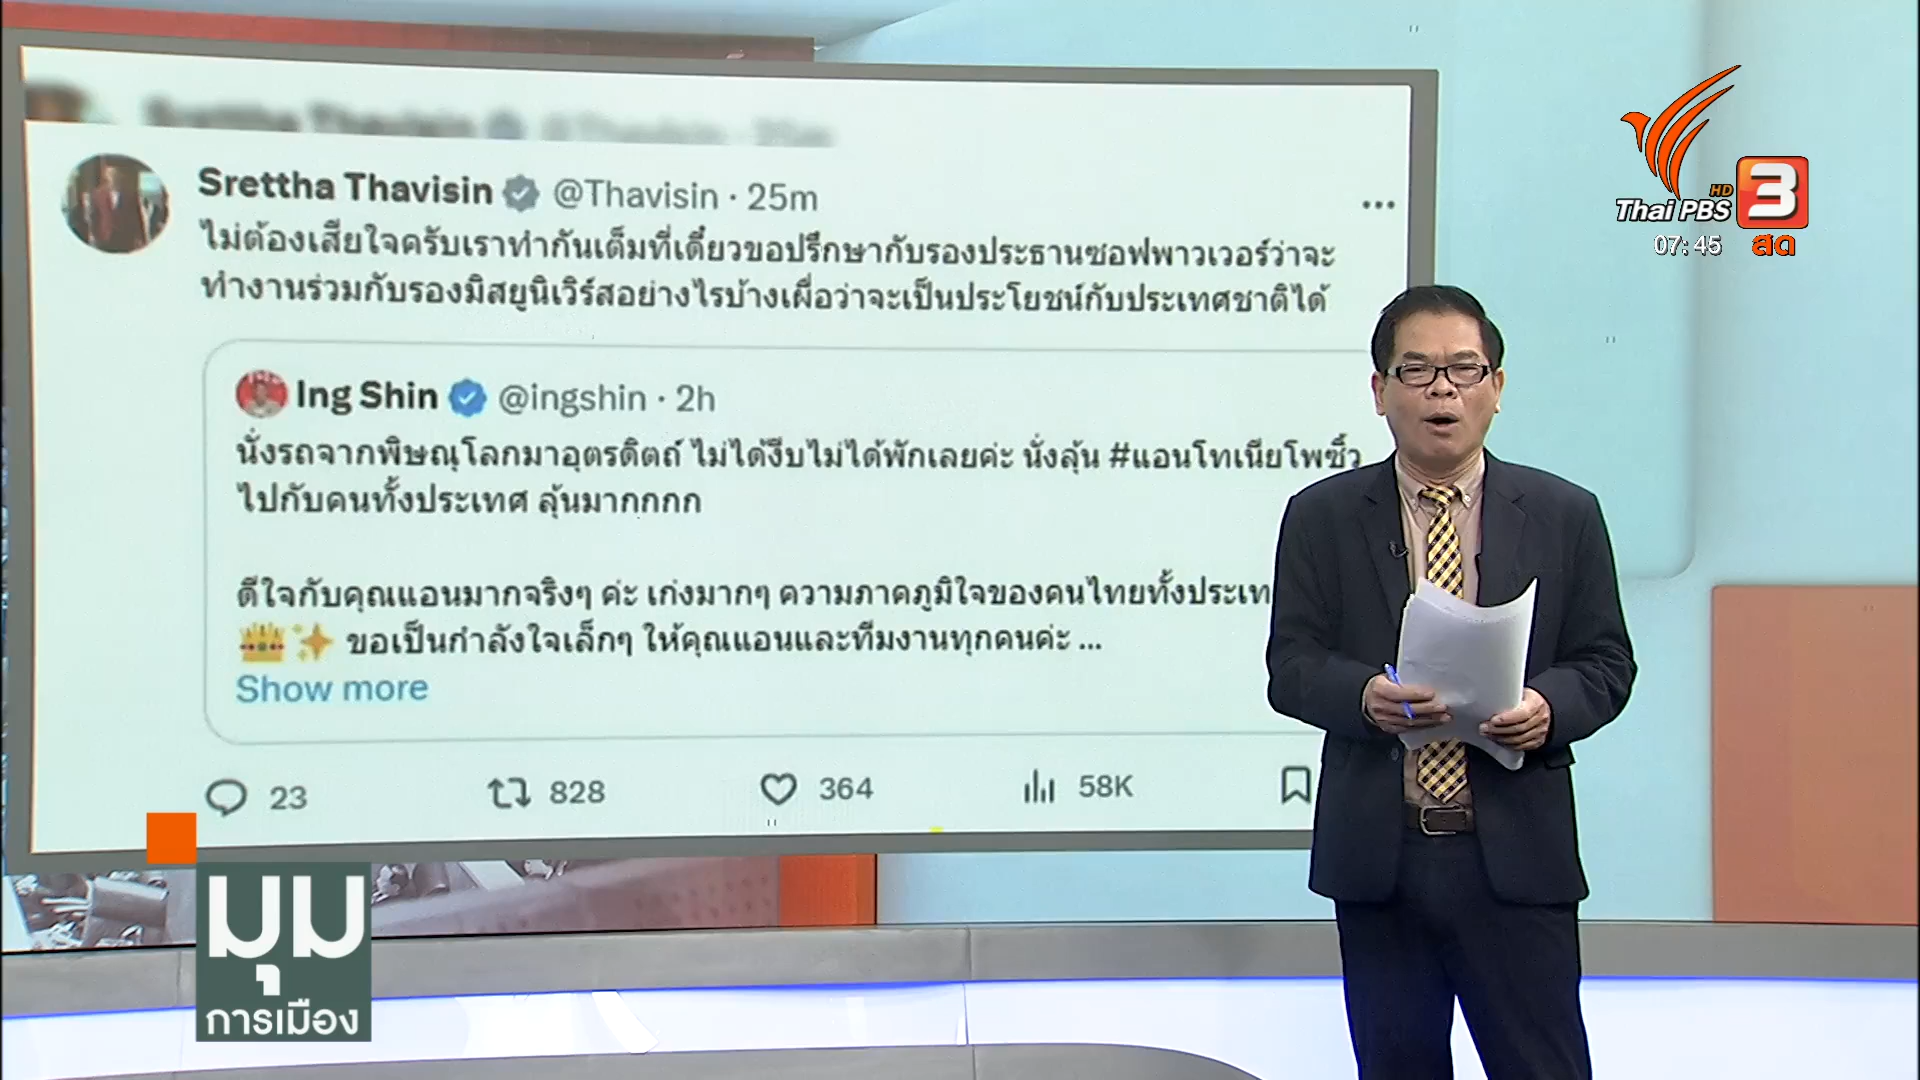 Srettha Thavisin @Thavisin · 25m
ไม่ต้องเสียใจครับเราทำกันเต็มที่เดี๋ยวขอปรึกษากับรองประธานซอฟพาวเวอร์ว่าจะ
ทำงานร่วมกับรองมิสยูนิเวิร์สอย่างไรบ้างเผื่อว่าจะเป็นประโยชน์กับประเทศชาติได้
Ing Shin @ingshin · 2h
นั่งรถจากพิษณุโลกมาอุตรดิตถ์ ไม่ได้งีบไม่ได้พักเลยค่ะ นั่งลุ้น #แอนโทเนียโพซิ้ว
ไปกับคนทั้งประเทศ ลุ้นมากกกก
ดีใจกับคุณแอนมากจริงๆ ค่ะ เก่งมากๆ ความภาคภูมิใจของคนไทยทั้งประเท
ขอเป็นกำลังใจเล็กๆ ให้คุณแอนและทีมงานทุกคนค่ะ ...
Show more
23 828 364 58K
Thai PBS HD 3
07:45 สด
มุม
การเมือง